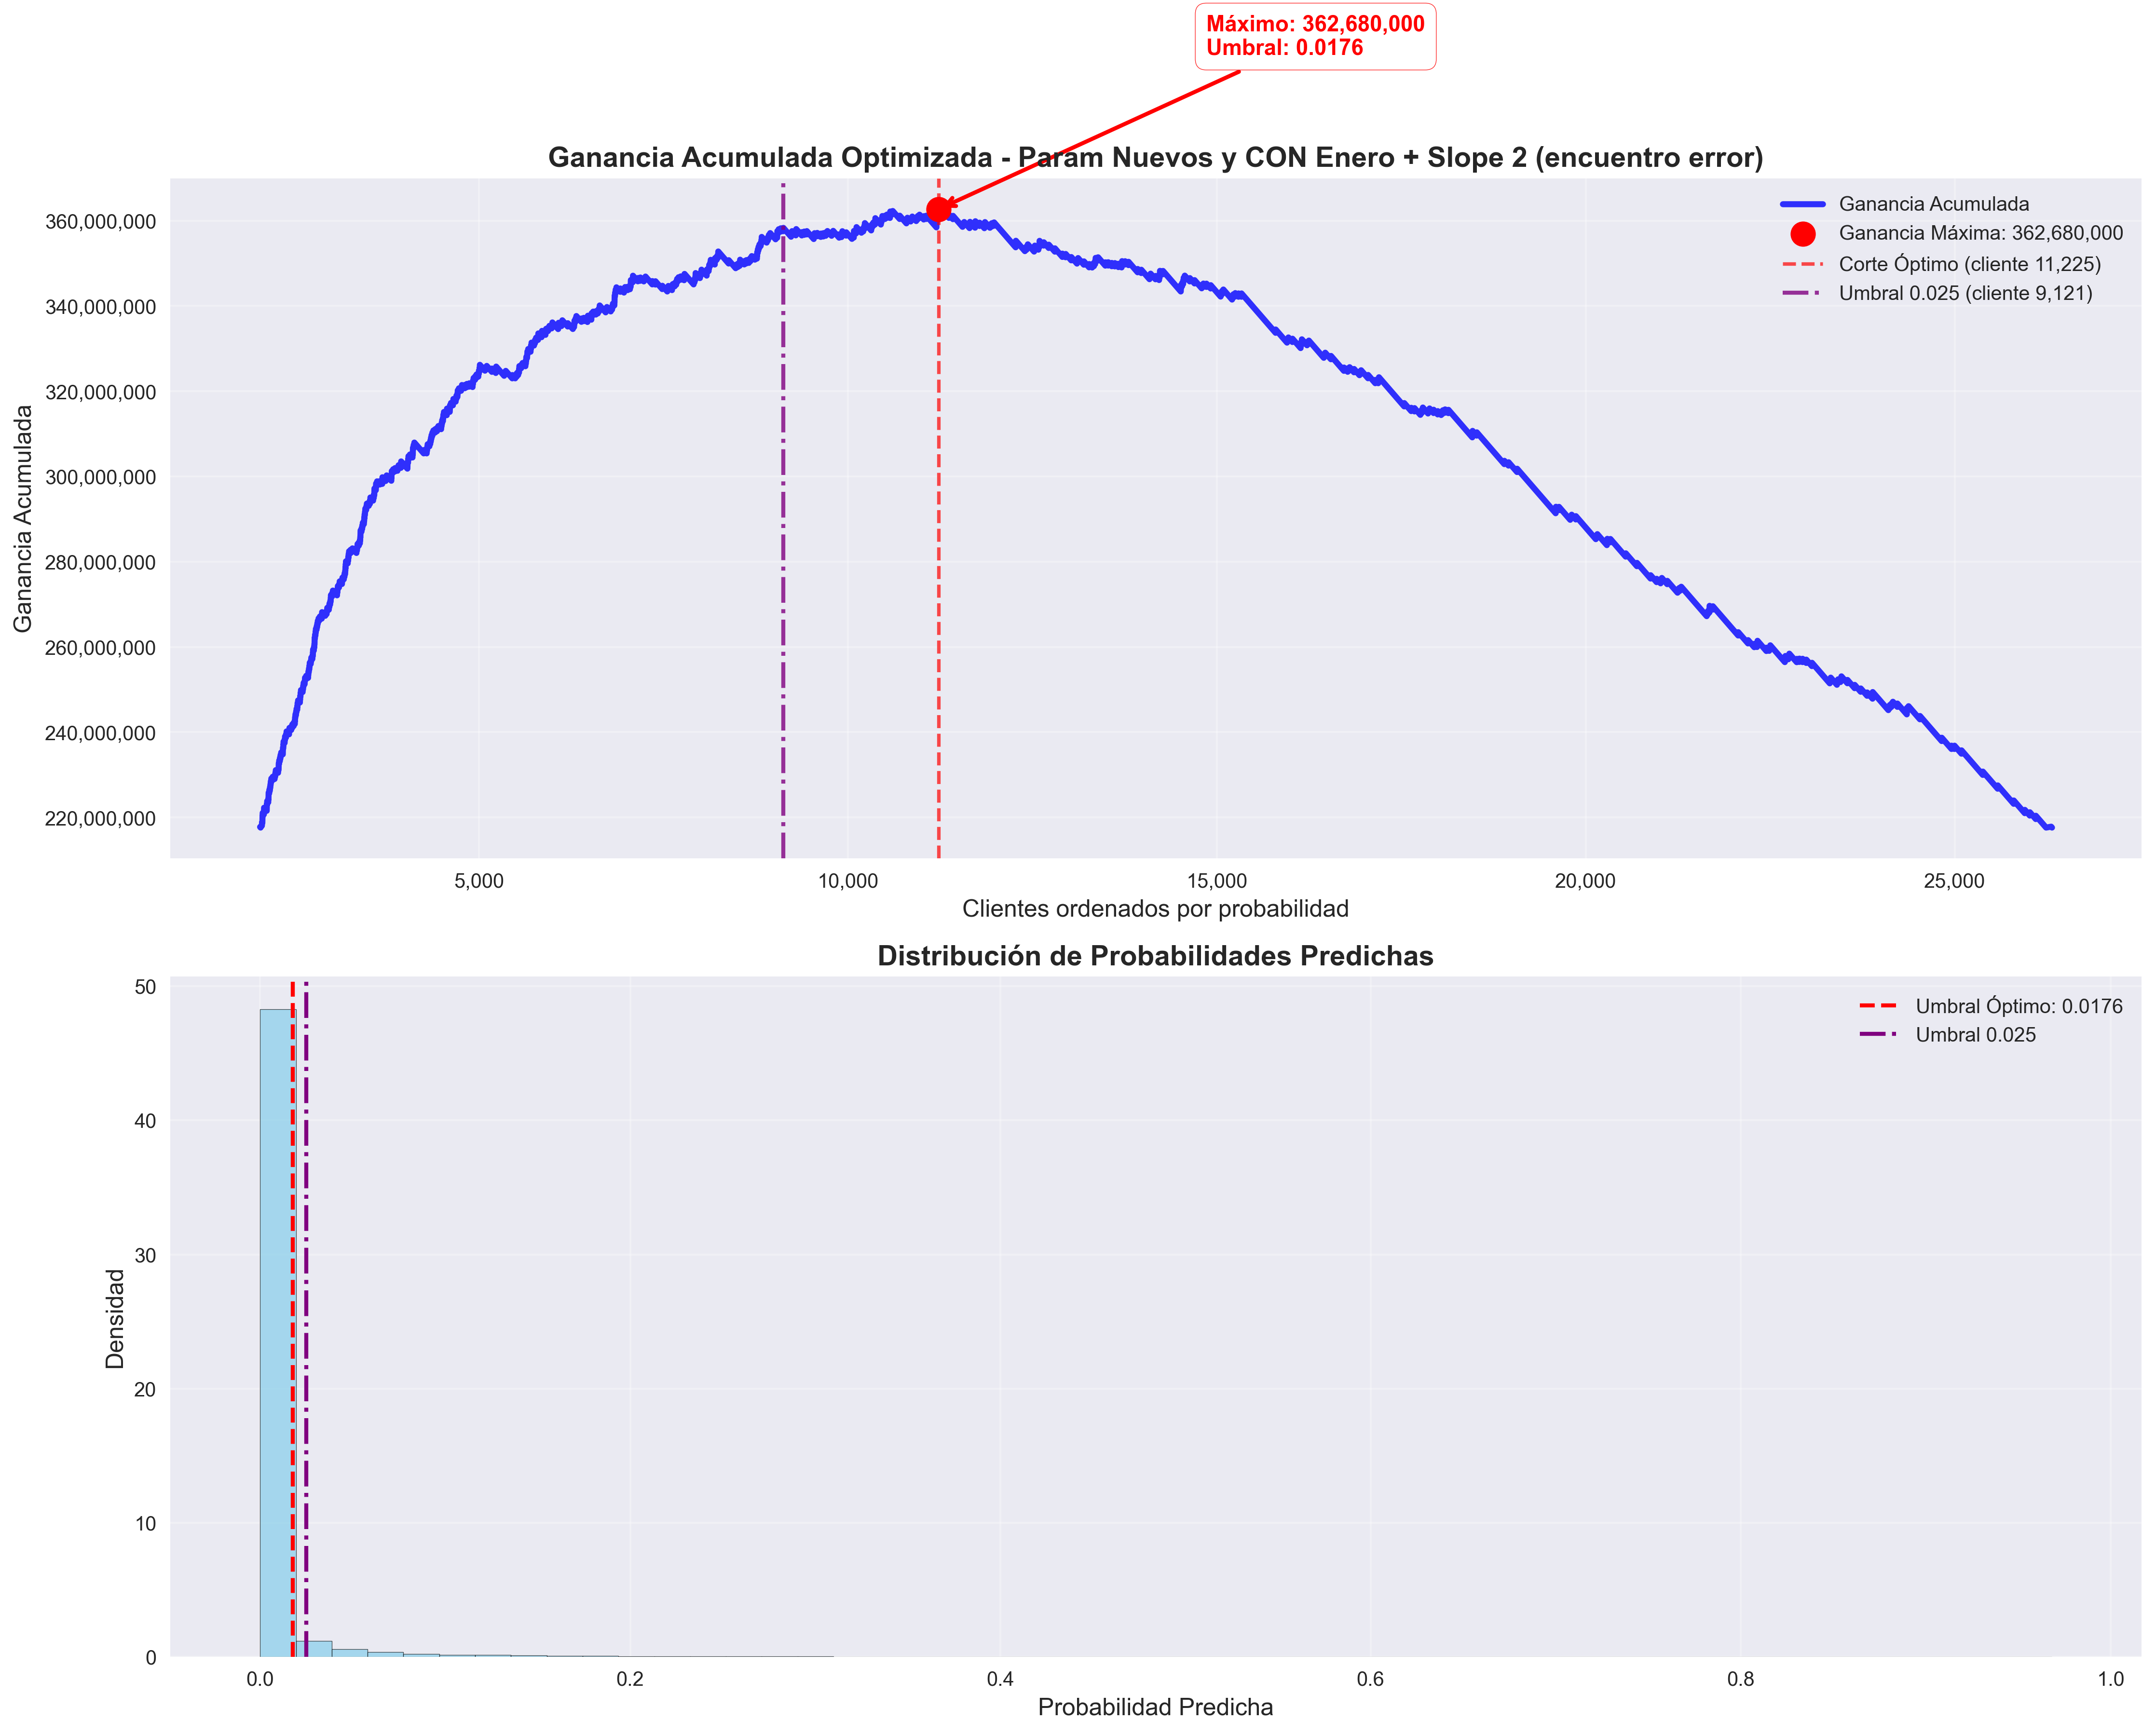 Máximo: 362,680,000
Umbral: 0.0176
Ganancia Acumulada Optimizada - Param Nuevos y CON Enero + Slope 2 (encuentro error)
Ganancia Acumulada
Ganancia Máxima: 362,680,000
Corte Óptimo (cliente 11,225)
Umbral 0.025 (cliente 9,121)
360,000,000
340,000,000
320,000,000
300,000,000
280,000,000
260,000,000
240,000,000
220,000,000
Ganancia Acumulada
5,000
10,000
15,000
20,000
25,000
Clientes ordenados por probabilidad
Distribución de Probabilidades Predichas
Umbral Óptimo: 0.0176
Umbral 0.025
50
40
30
20
10
0
Densidad
0.0
0.2
0.4
0.6
0.8
1.0
Probabilidad Predicha